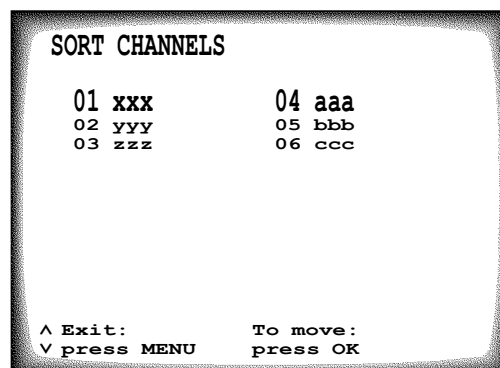 SORT CHANNELS
01 xxx 04 aaa
02 yyy 05 bbb
03 zzz 06 ccc
^ Exit: To move:
v press MENU press OK